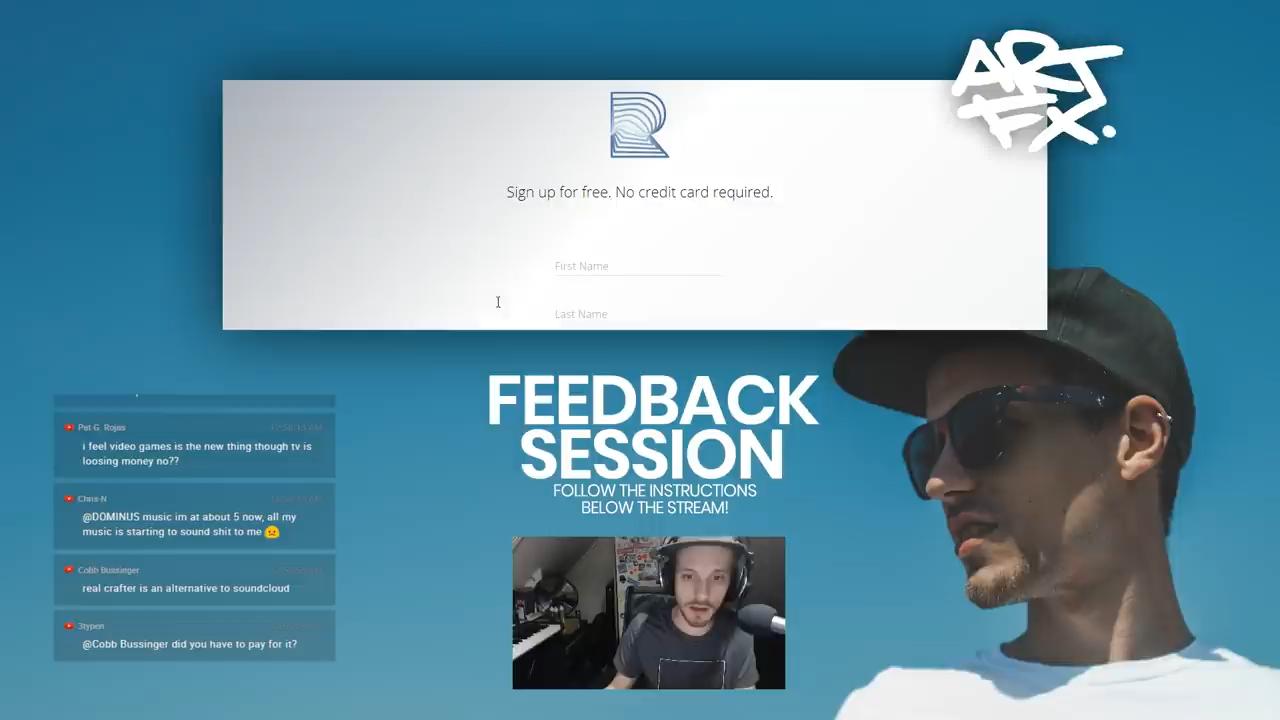 ART
FX.
R
Sign up for free. No credit card required.
First Name
Last Name
FEEDBACK
SESSION
FOLLOW THE INSTRUCTIONS
BELOW THE STREAM!
Pat G. Rojas
i feel video games is the new thing though tv is
loosing money no??
Chris-N
@DOMINUS music im at about 5 now, all my
music is starting to sound shit to me
Cobb Bussinger
real crafter is an alternative to soundcloud
3typen
@Cobb Bussinger did you have to pay for it?